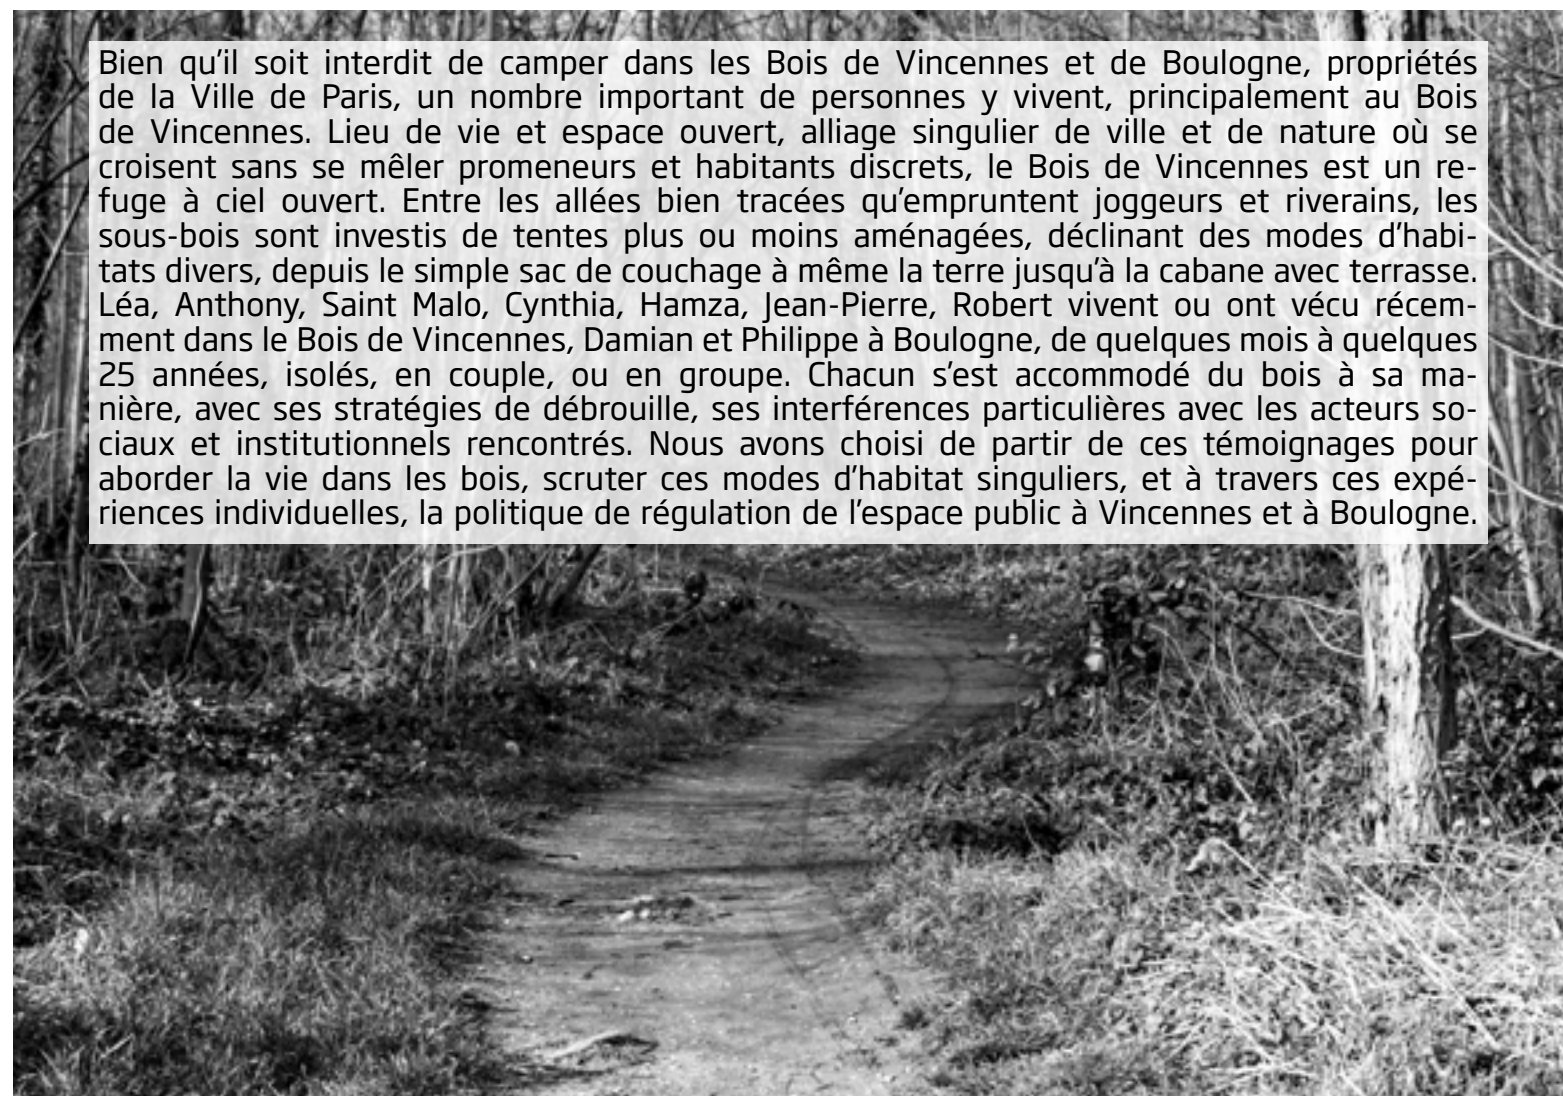 Bien qu'il soit interdit de camper dans les Bois de Vincennes et de Boulogne, propriétés
de la Ville de Paris, un nombre important de personnes y vivent, principalement au Bois
de Vincennes. Lieu de vie et espace ouvert, alliage singulier de ville et de nature où se
croisent sans se mêler promeneurs et habitants discrets, le Bois de Vincennes est un re-
fuge à ciel ouvert. Entre les allées bien tracées qu'empruntent joggeurs et riverains, les
sous-bois sont investis de tentes plus ou moins aménagées, déclinant des modes d'habi-
tats divers, depuis le simple sac de couchage à même la terre jusqu'à la cabane avec terrasse.
Léa, Anthony, Saint Malo, Cynthia, Hamza, Jean-Pierre, Robert vivent ou ont vécu récem-
ment dans le Bois de Vincennes, Damian et Philippe à Boulogne, de quelques mois à quelques
25 années, isolés, en couple, ou en groupe. Chacun s'est accommodé du bois à sa ma-
nière, avec ses stratégies de débrouille, ses interférences particulières avec les acteurs so-
ciaux et institutionnels rencontrés. Nous avons choisi de partir de ces témoignages pour
aborder la vie dans les bois, scruter ces modes d'habitat singuliers, et à travers ces expé-
riences individuelles, la politique de régulation de l'espace public à Vincennes et à Boulogne.